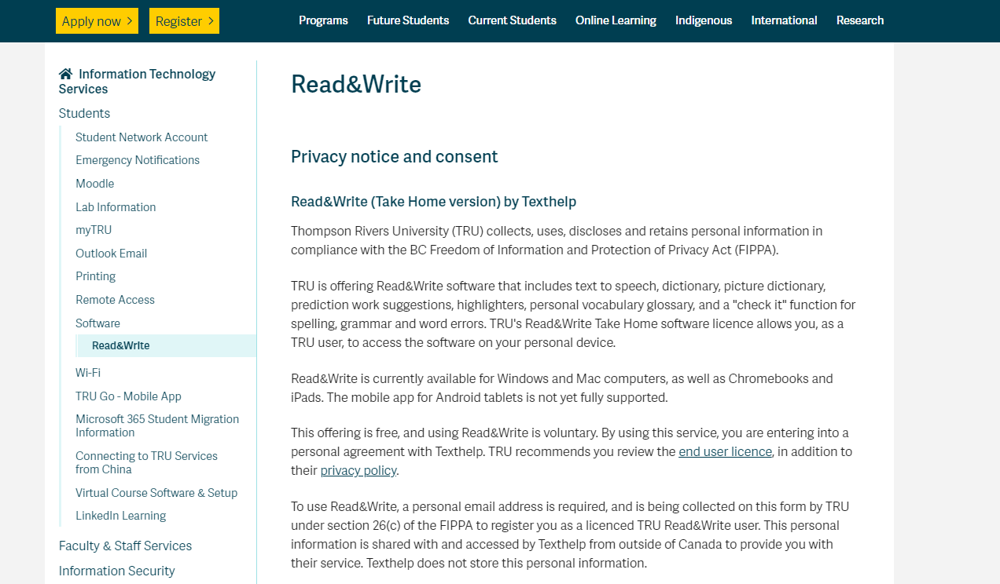 Apply now
Register
Programs
Future Students
Current Students
Online Learning
Indigenous
International
Research
Information Technology
Services
Students
Student Network Account
Emergency Notifications
Moodle
Lab Information
myTRU
Outlook Email
Printing
Remote Access
Software
Read&Write
Wi-Fi
TRU Go - Mobile App
Microsoft 365 Student Migration
Information
Connecting to TRU Services
from China
Virtual Course Software & Setup
LinkedIn Learning
Faculty & Staff Services
Information Security
Read&Write
Privacy notice and consent
Read&Write (Take Home version) by Texthelp
Thompson Rivers University (TRU) collects, uses, discloses and retains personal information in
compliance with the BC Freedom of Information and Protection of Privacy Act (FIPPA).
TRU is offering Read&Write software that includes text to speech, dictionary, picture dictionary,
prediction work suggestions, highlighters, personal vocabulary glossary, and a "check it" function for
spelling, grammar and word errors. TRU's Read&Write Take Home software licence allows you, as a
TRU user, to access the software on your personal device.
Read&Write is currently available for Windows and Mac computers, as well as Chromebooks and
iPads. The mobile app for Android tablets is not yet fully supported.
This offering is free, and using Read&Write is voluntary. By using this service, you are entering into a
personal agreement with Texthelp. TRU recommends you review the end user licence, in addition to
their privacy policy.
To use Read&Write, a personal email address is required, and is being collected on this form by TRU
under section 26(c) of the FIPPA to register you as a licenced TRU Read&Write user. This personal
information is shared with and accessed by Texthelp from outside of Canada to provide you with
their service. Texthelp does not store this personal information.